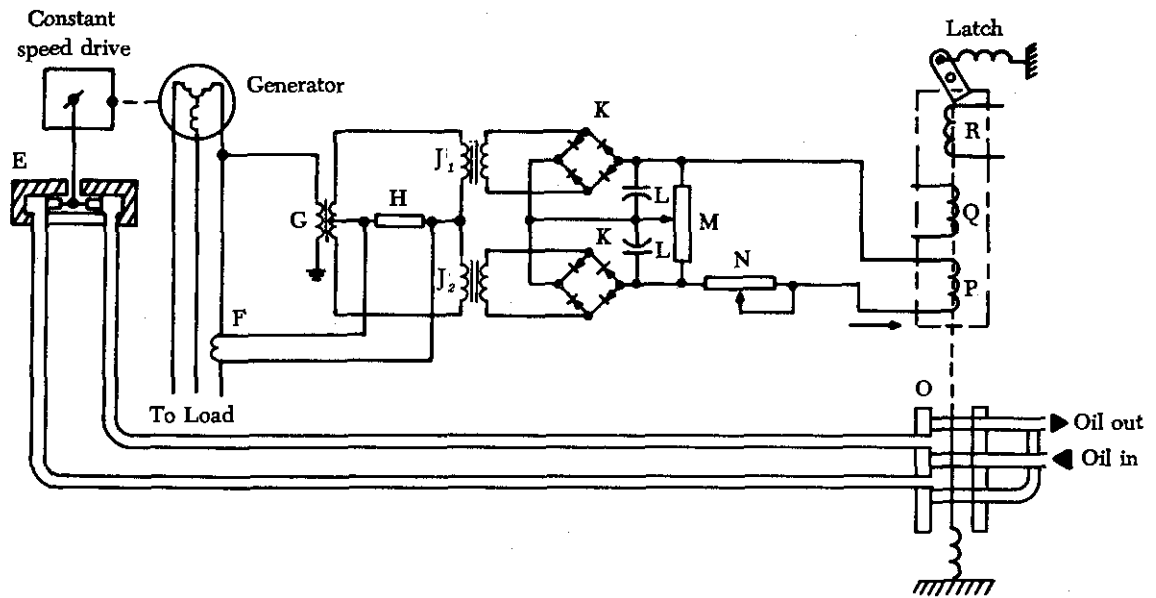 Constant
speed drive
Generator
Latch
E
K
R
J₁
H
L
Q
G
M
K
L
N
J₂
P
F
O
To Load
Oil out
Oil in